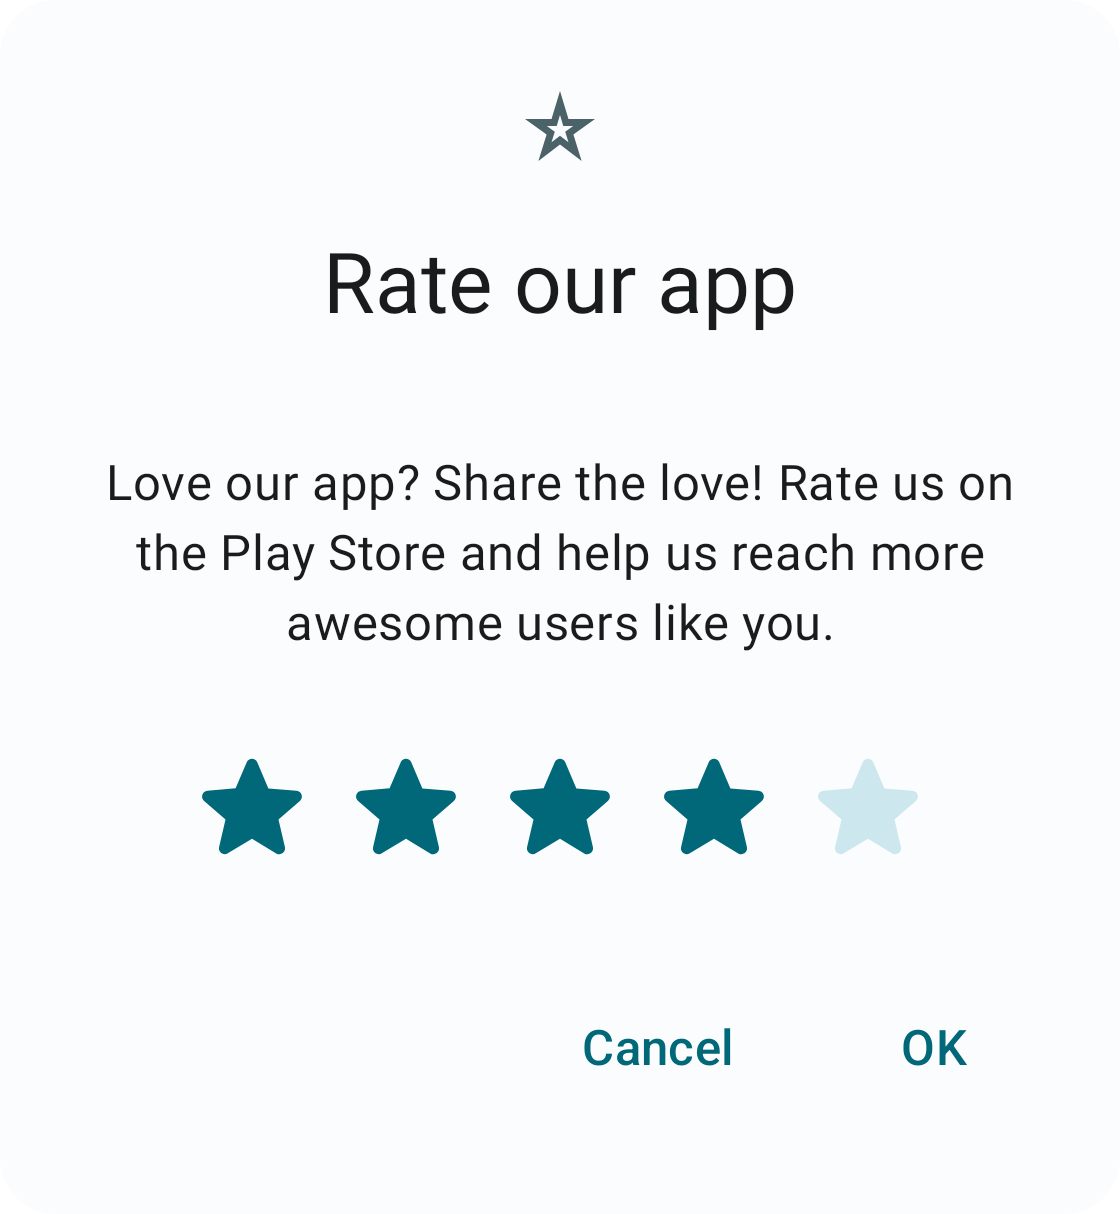 Rate our app
Love our app? Share the love! Rate us on
the Play Store and help us reach more
awesome users like you.
Cancel OK